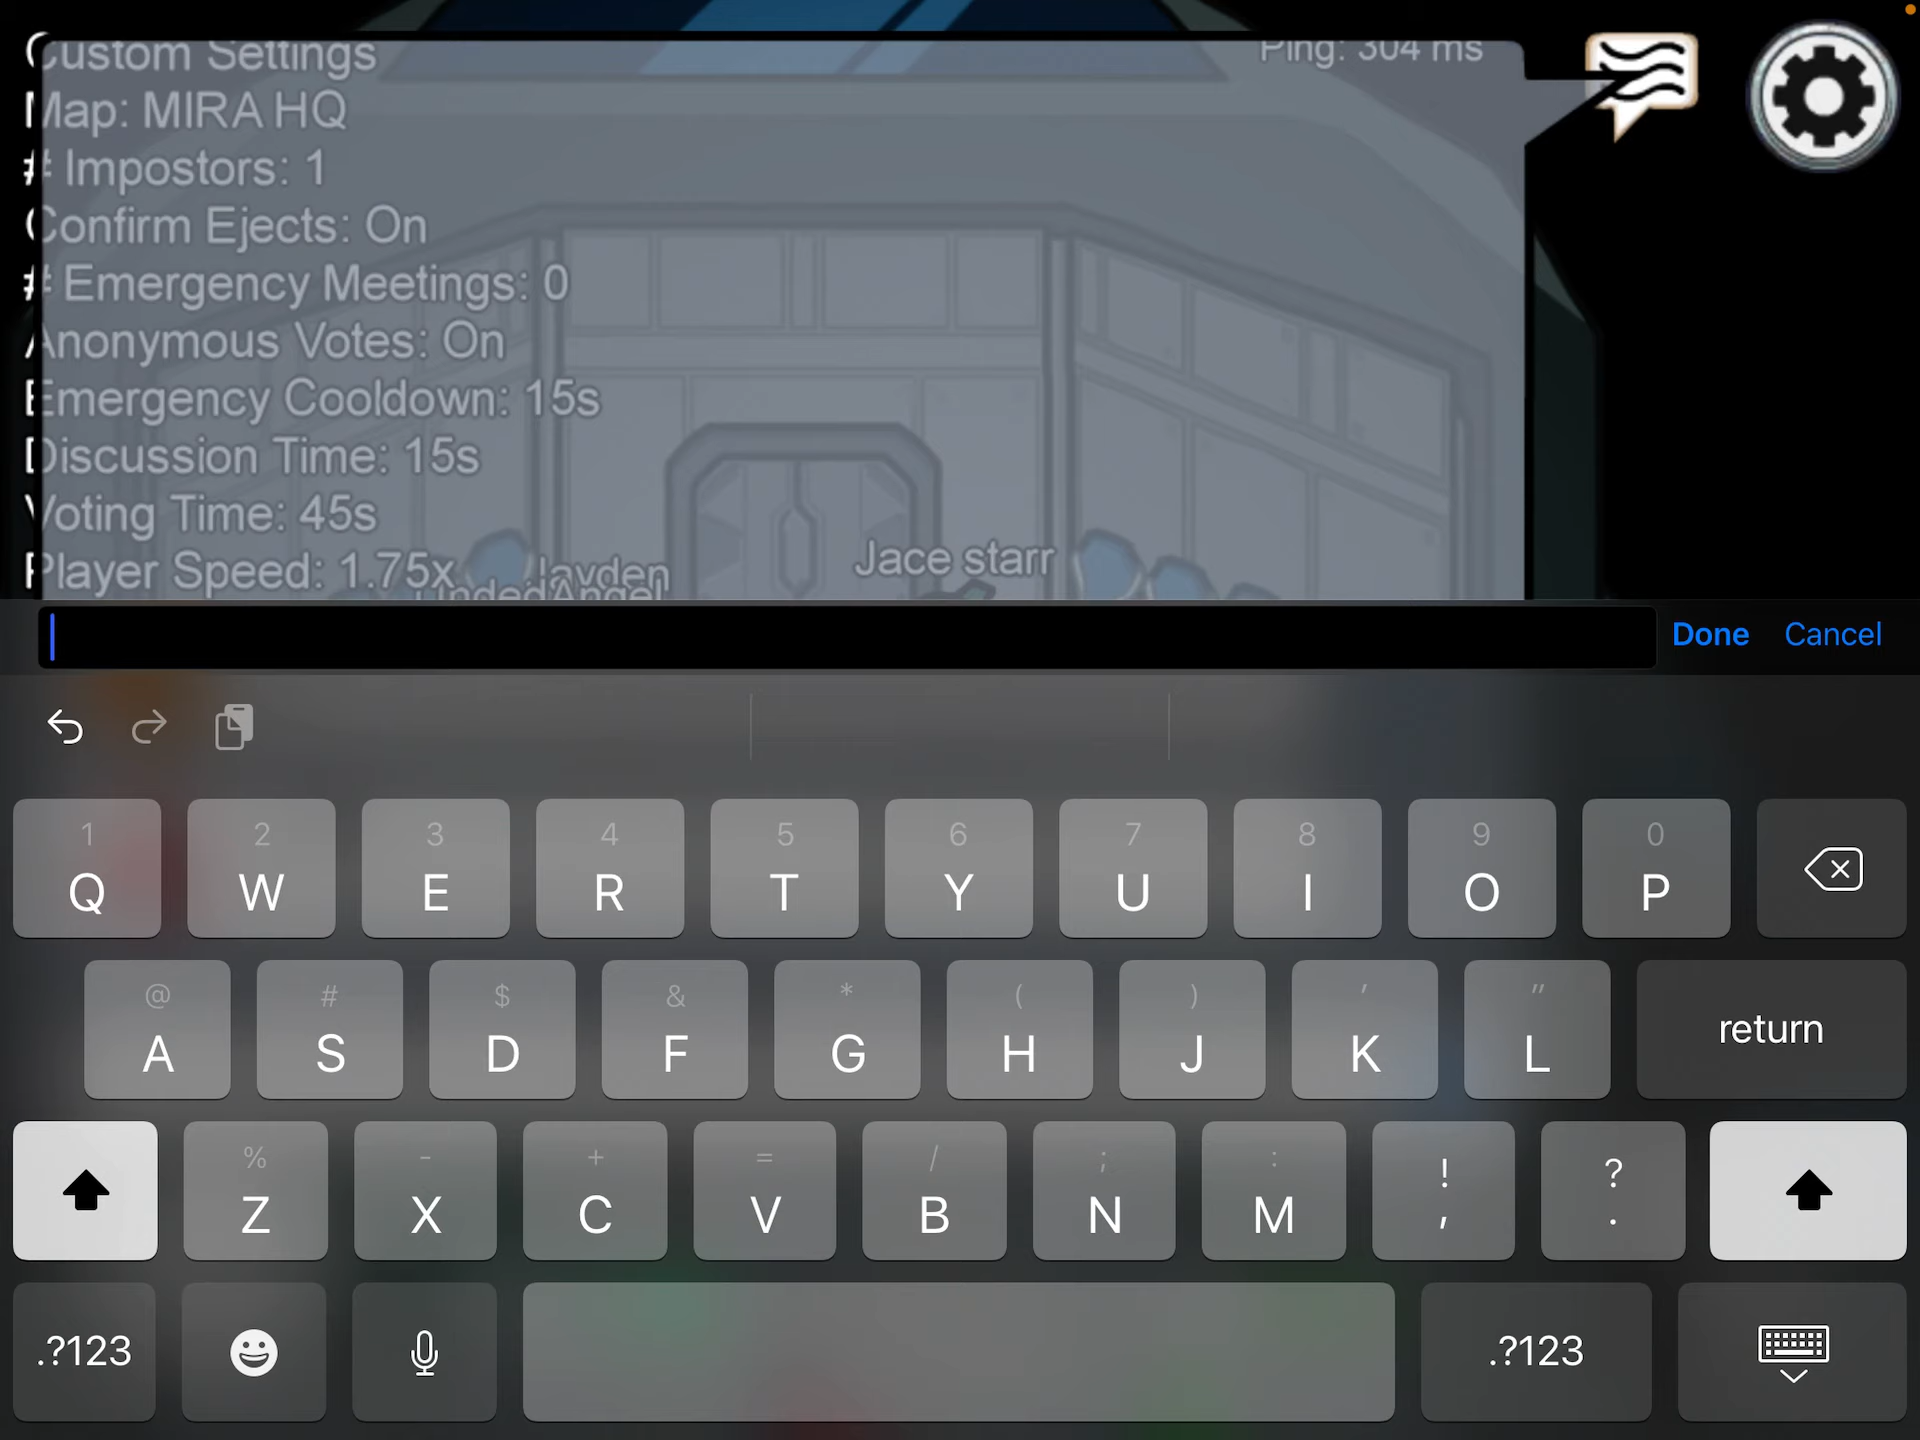 Custom Settings
Ping: 304 ms
Map: MIRA HQ
# Impostors: 1
Confirm Ejects: On
# Emergency Meetings: 0
Anonymous Votes: On
Emergency Cooldown: 15s
Discussion Time: 15s
Voting Time: 45s
Player Speed: 1.75x
Jayden
Jace starr
Done Cancel
1 2 3 4 5 6 7 8 9 0
Q W E R T Y U I O P
@ # $ & * ( ) ' "
A S D F G H J K L return
% - + = / ; : ! ?
Z X C V B N M , .
.?123 .?123